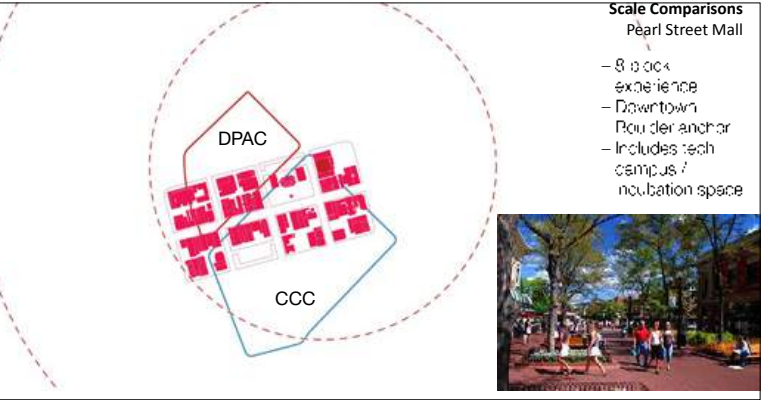 Scale Comparisons
Pearl Street Mall
– 8 block
experience
– Downtown
Boulder anchor
– Includes tech
campus /
incubation space
DPAC
CCC